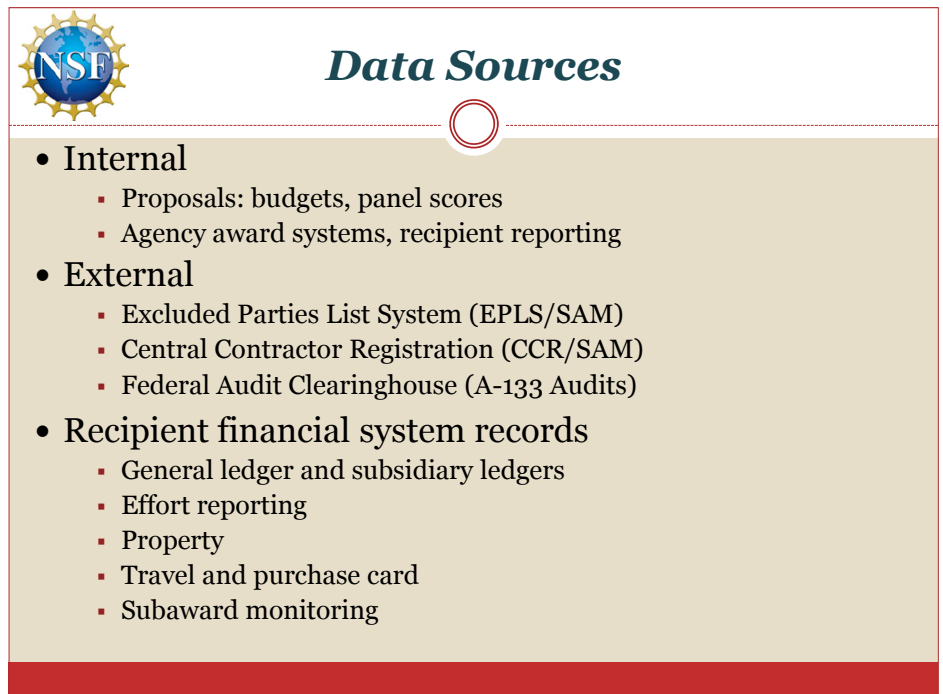 NSF
Data Sources
• Internal
▪ Proposals: budgets, panel scores
▪ Agency award systems, recipient reporting
• External
▪ Excluded Parties List System (EPLS/SAM)
▪ Central Contractor Registration (CCR/SAM)
▪ Federal Audit Clearinghouse (A-133 Audits)
• Recipient financial system records
▪ General ledger and subsidiary ledgers
▪ Effort reporting
▪ Property
▪ Travel and purchase card
▪ Subaward monitoring